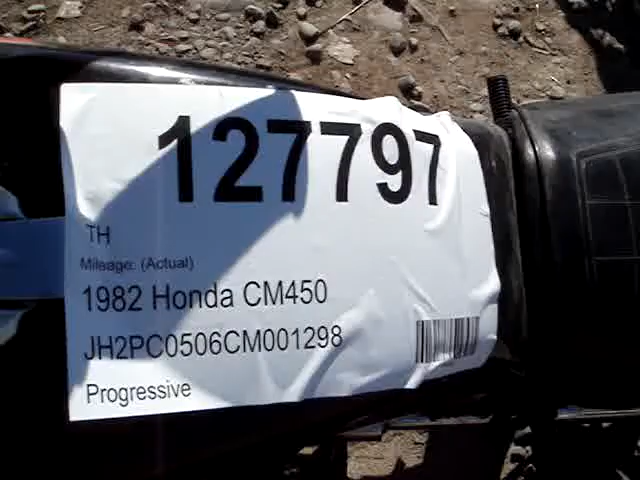 127797
TH
Mileage: (Actual)
1982 Honda CM450
JH2PC0506CM001298
Progressive